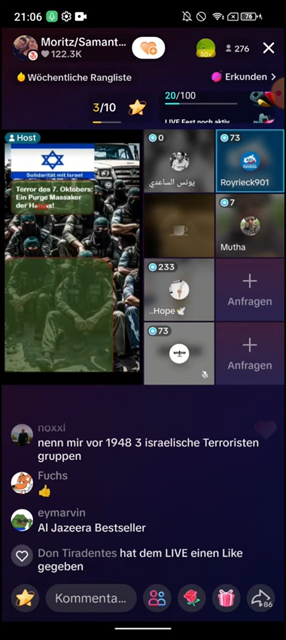 21:06
76
Moritz/Samant...
122.3K
276
Wöchentliche Rangliste
Erkunden >
3/10
20/100
LIVE Fest noch aktiv
Host
Solidarität mit Israel
Terror des 7. Oktobers:
Ein Purge Massaker
der Hamas!
0
يونس الساعدي
73
Royrieck901
7
Mutha
233
..Hope
Anfragen
73
Anfragen
noxxi
nenn mir vor 1948 3 israelische Terroristen
gruppen
Fuchs
👍
eymarvin
Al Jazeera Bestseller
Don Tiradentes hat dem LIVE einen Like
gegeben
Kommenta...
86